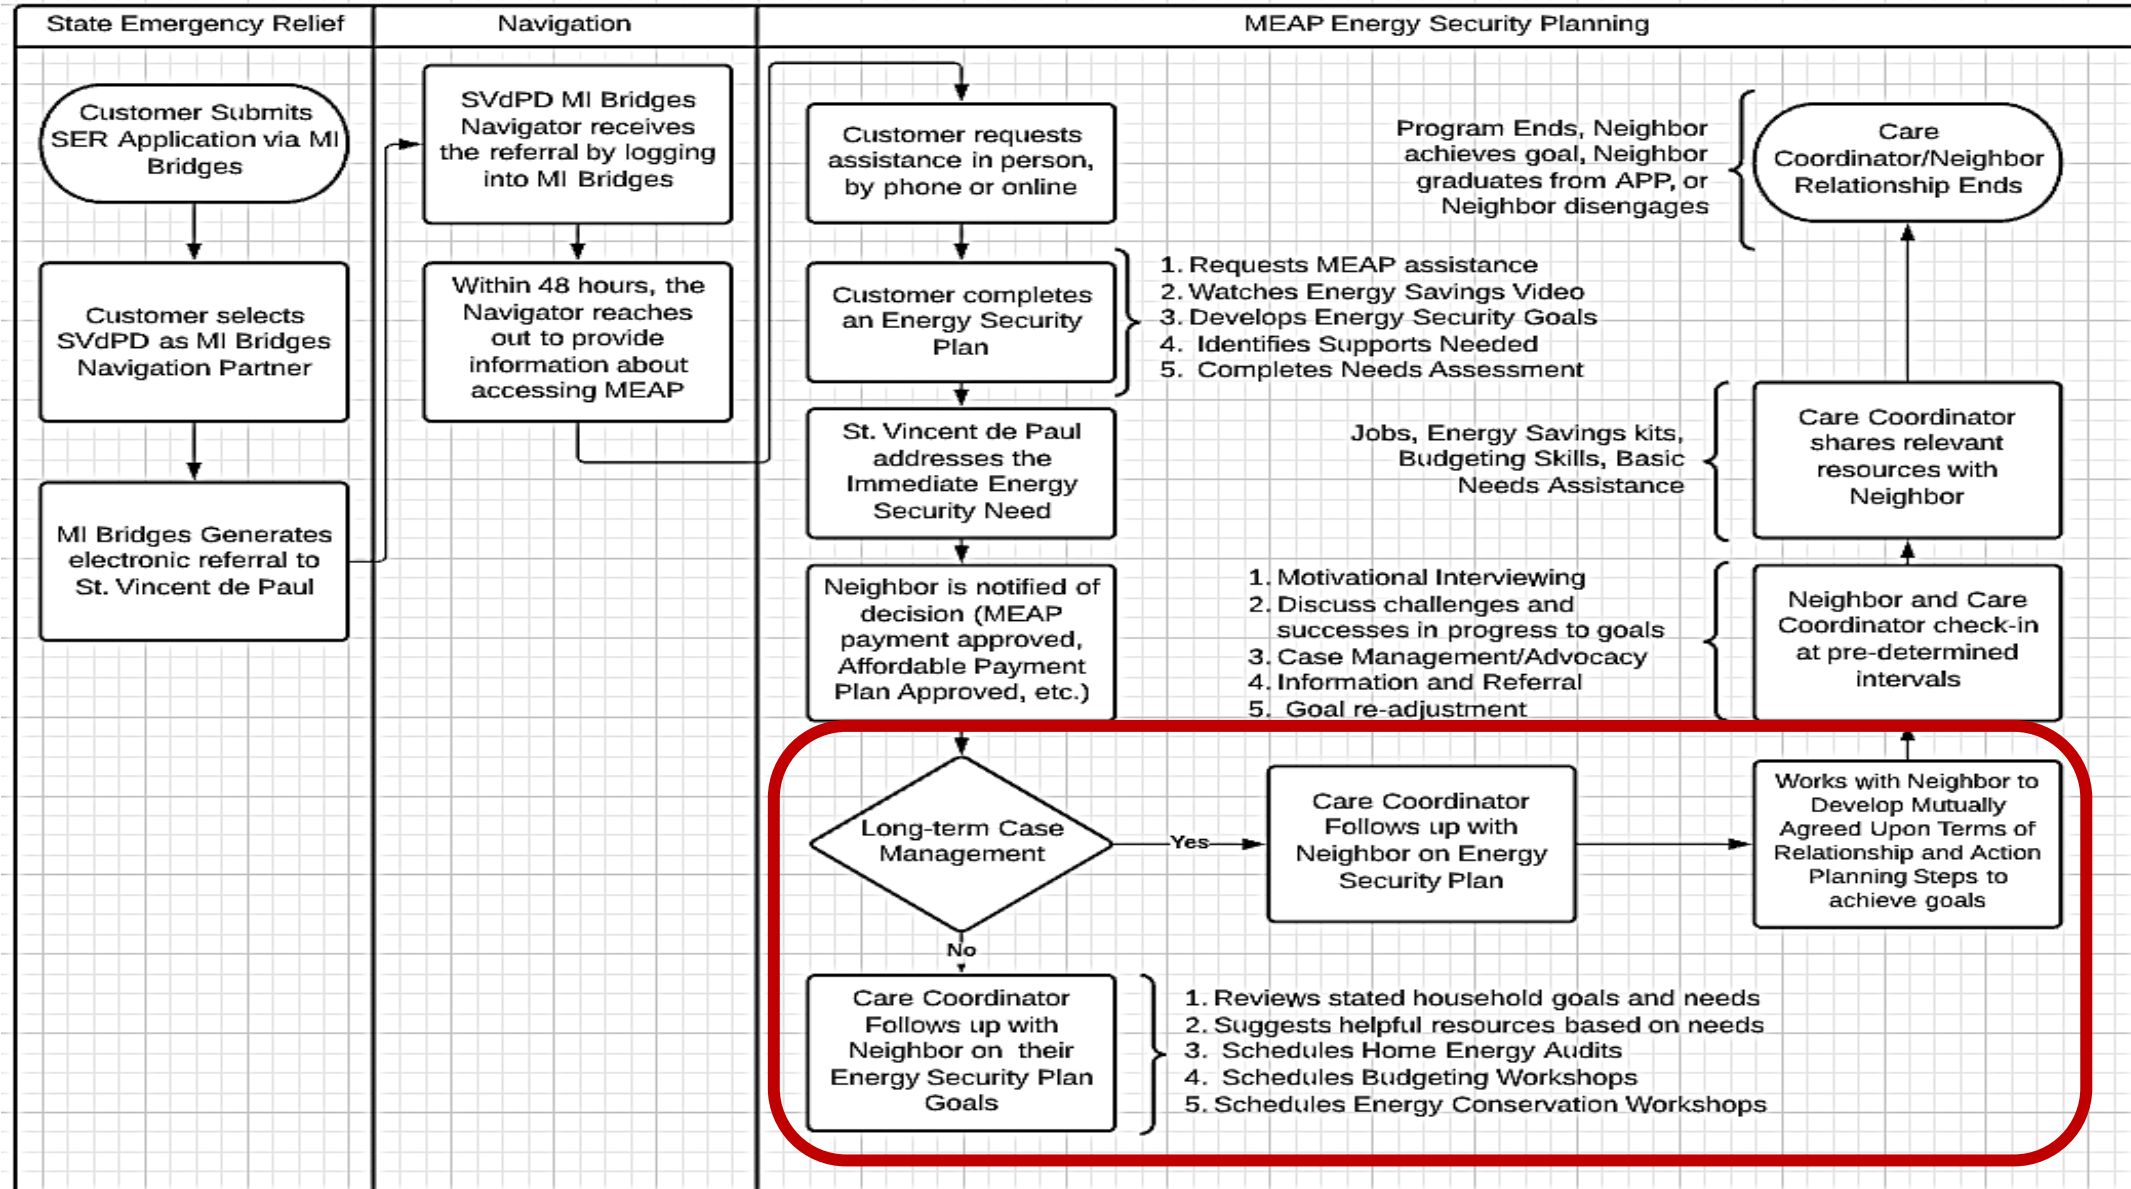 State Emergency Relief
Customer Submits
SER Application via MI
Bridges
Customer selects
SVdPD as MI Bridges
Navigation Partner
MI Bridges Generates
electronic referral to
St. Vincent de Paul
Navigation
SVdPD MI Bridges
Navigator receives
the referral by logging
into MI Bridges
Within 48 hours, the
Navigator reaches
out to provide
information about
accessing MEAP
MEAP Energy Security Planning
Customer requests
assistance in person,
by phone or online
Customer completes
an Energy Security
Plan
1. Requests MEAP assistance
2. Watches Energy Savings Video
3. Develops Energy Security Goals
4. Identifies Supports Needed
5. Completes Needs Assessment
St. Vincent de Paul
addresses the
Immediate Energy
Security Need
Neighbor is notified of
decision (MEAP
payment approved,
Affordable Payment
Plan Approved, etc.)
Long-term Case
Management
Yes
No
Care Coordinator
Follows up with
Neighbor on their
Energy Security Plan
Goals
1. Reviews stated household goals and needs
2. Suggests helpful resources based on needs
3. Schedules Home Energy Audits
4. Schedules Budgeting Workshops
5. Schedules Energy Conservation Workshops
Care Coordinator
Follows up with
Neighbor on Energy
Security Plan
Works with Neighbor to
Develop Mutually
Agreed Upon Terms of
Relationship and Action
Planning Steps to
achieve goals
Neighbor and Care
Coordinator check-in
at pre-determined
intervals
1. Motivational Interviewing
2. Discuss challenges and
successes in progress to goals
3. Case Management/Advocacy
4. Information and Referral
5. Goal re-adjustment
Care Coordinator
shares relevant
resources with
Neighbor
Jobs, Energy Savings kits,
Budgeting Skills, Basic
Needs Assistance
Care
Coordinator/Neighbor
Relationship Ends
Program Ends, Neighbor
achieves goal, Neighbor
graduates from APP, or
Neighbor disengages